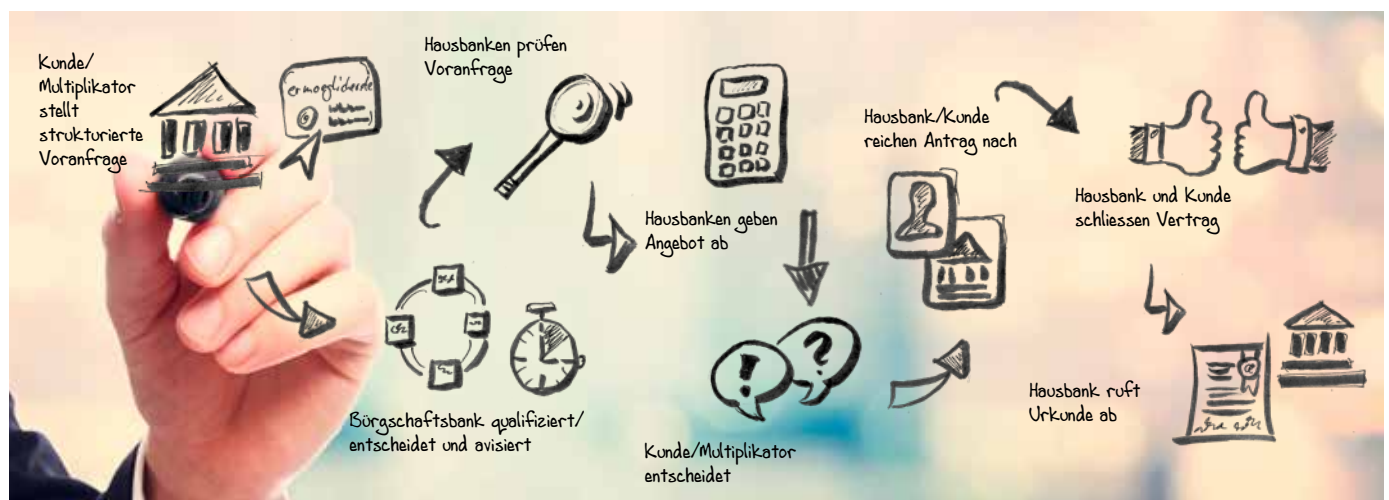 Kunde/
Multiplikator
stellt
strukturierte
Voranfrage
ermoeglicherde
Bürgschaftsbank qualifiziert/
entscheidet und avisiert
Hausbanken prüfen
Voranfrage
Hausbanken geben
Angebot ab
Kunde/Multiplikator
entscheidet
Hausbank/Kunde
reichen Antrag nach
Hausbank und Kunde
schliessen Vertrag
Hausbank ruft
Urkunde ab